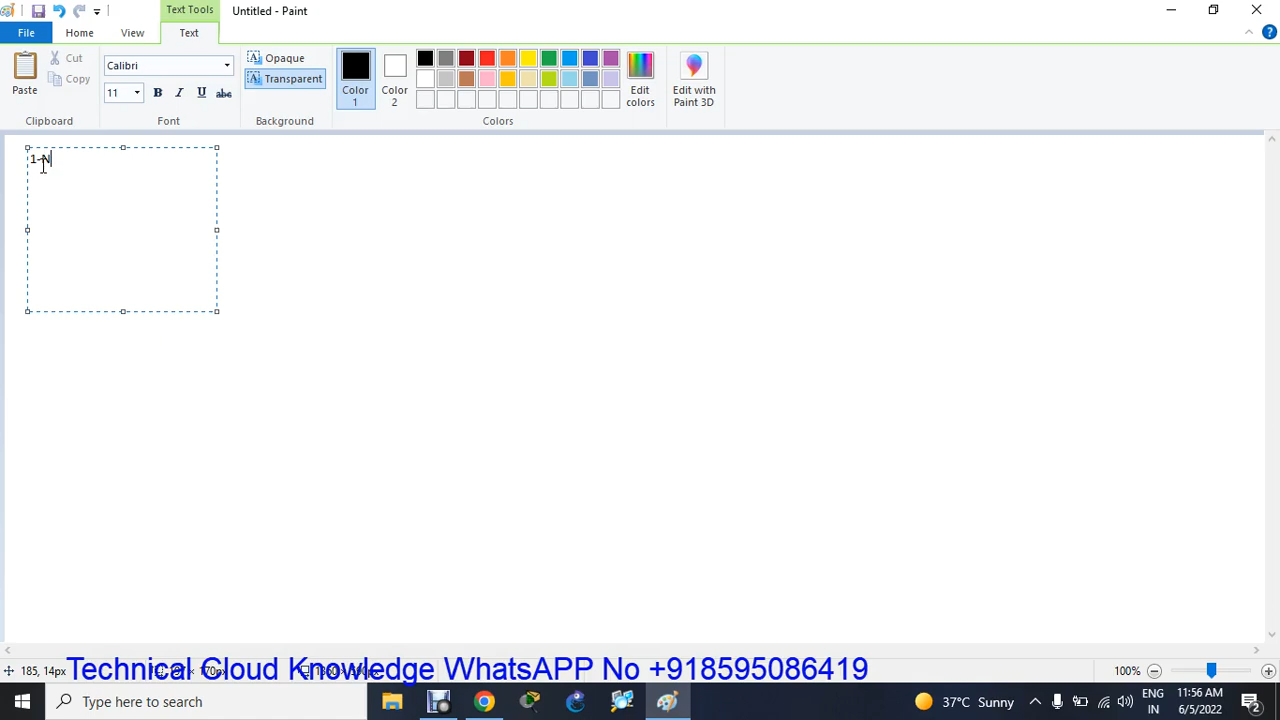 Text Tools
Untitled - Paint
File
Home
View
Text
Paste
Cut
Copy
Calibri
11
B
I
U
abc
Opaque
Transparent
Color 1
Color 2
Edit colors
Edit with Paint 3D
Clipboard
Font
Background
Colors
1-N
185, 14px
100%
Technical Cloud Knowledge WhatsAPP No +918595086419
Type here to search
37°C Sunny
ENG
IN
11:56 AM
6/5/2022
2